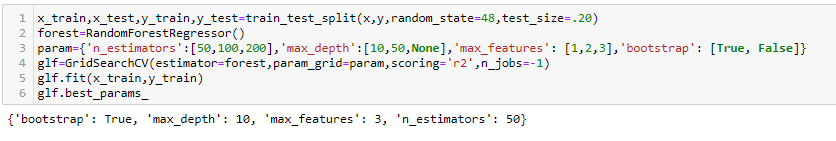 1 x_train,x_test,y_train,y_test=train_test_split(x,y,random_state=48,test_size=.20)
2 forest=RandomForestRegressor()
3 param={'n_estimators':[50,100,200],'max_depth':[10,50,None],'max_features': [1,2,3],'bootstrap': [True, False]}
4 glf=GridSearchCV(estimator=forest,param_grid=param,scoring='r2',n_jobs=-1)
5 glf.fit(x_train,y_train)
6 glf.best_params_
{'bootstrap': True, 'max_depth': 10, 'max_features': 3, 'n_estimators': 50}